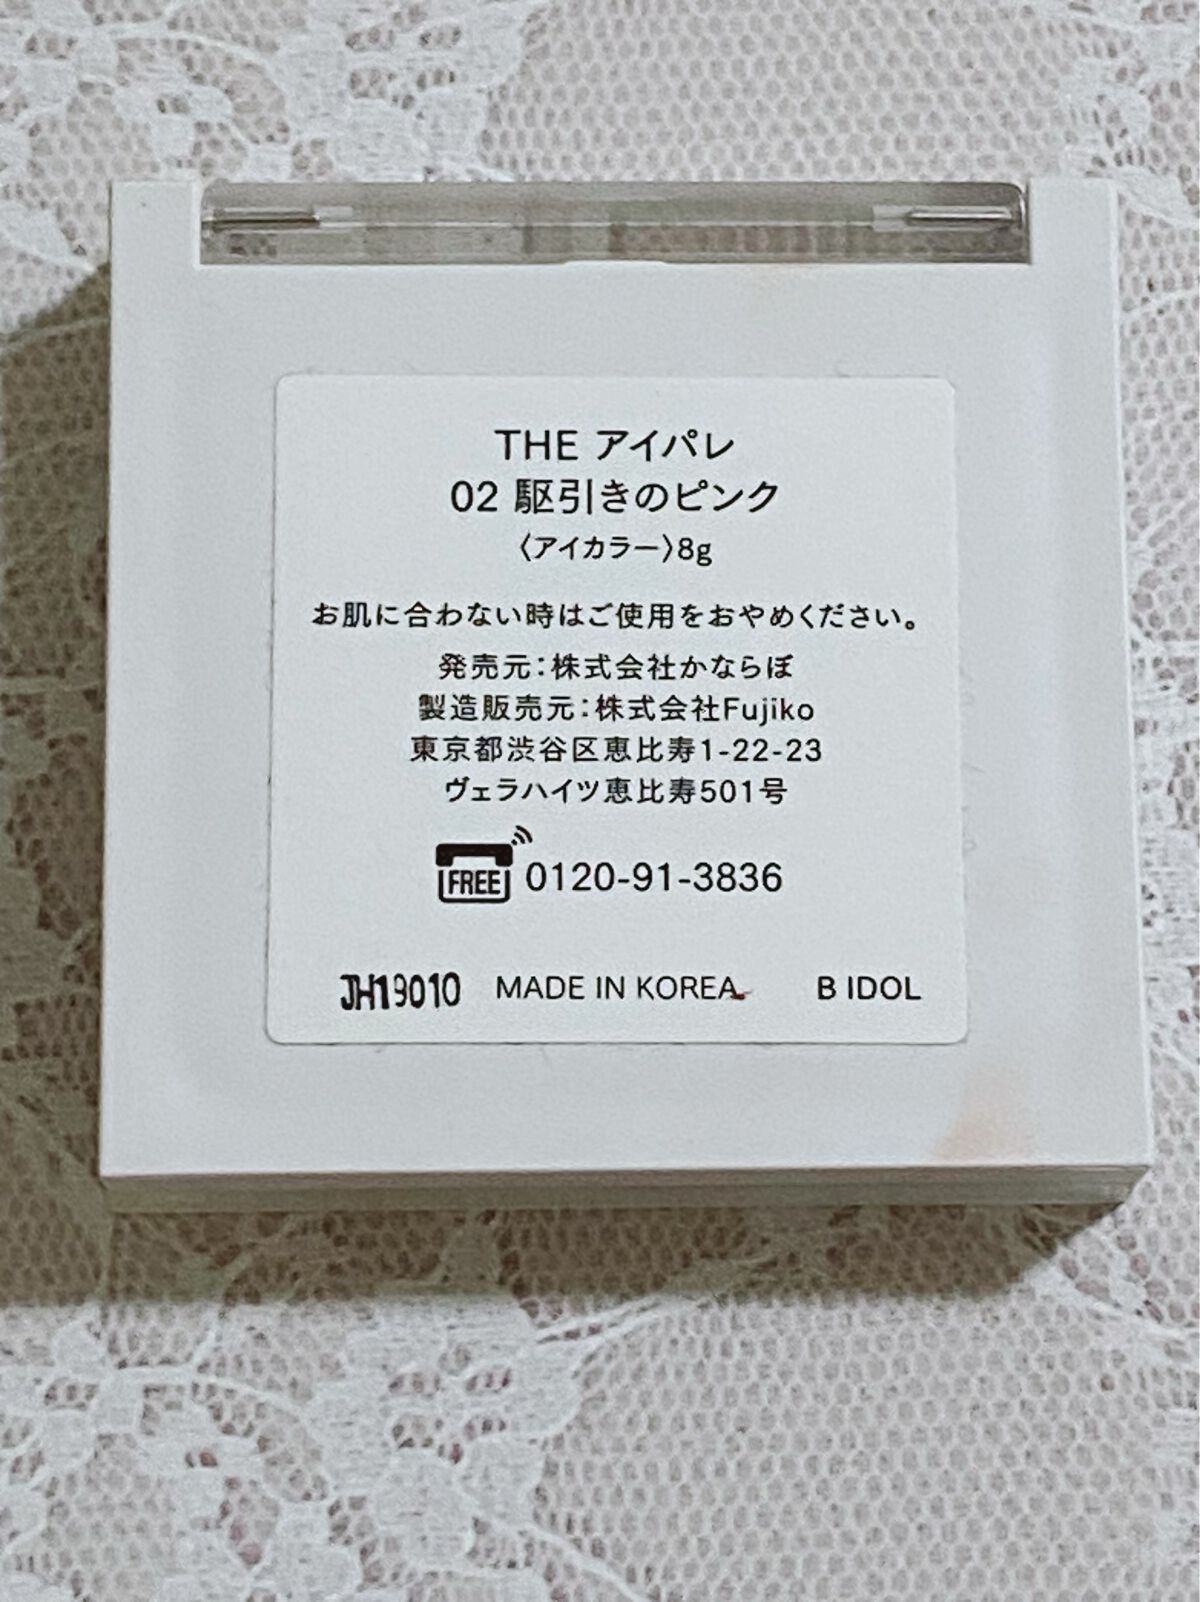 THE アイパレ
02 駆引きのピンク
〈アイカラー〉8g
お肌に合わない時はご使用をおやめください。
発売元：株式会社かならぼ
製造販売元：株式会社Fujiko
東京都渋谷区恵比寿1-22-23
ヴェラハイツ恵比寿501号
FREE 0120-91-3836
JH19010 MADE IN KOREA B IDOL